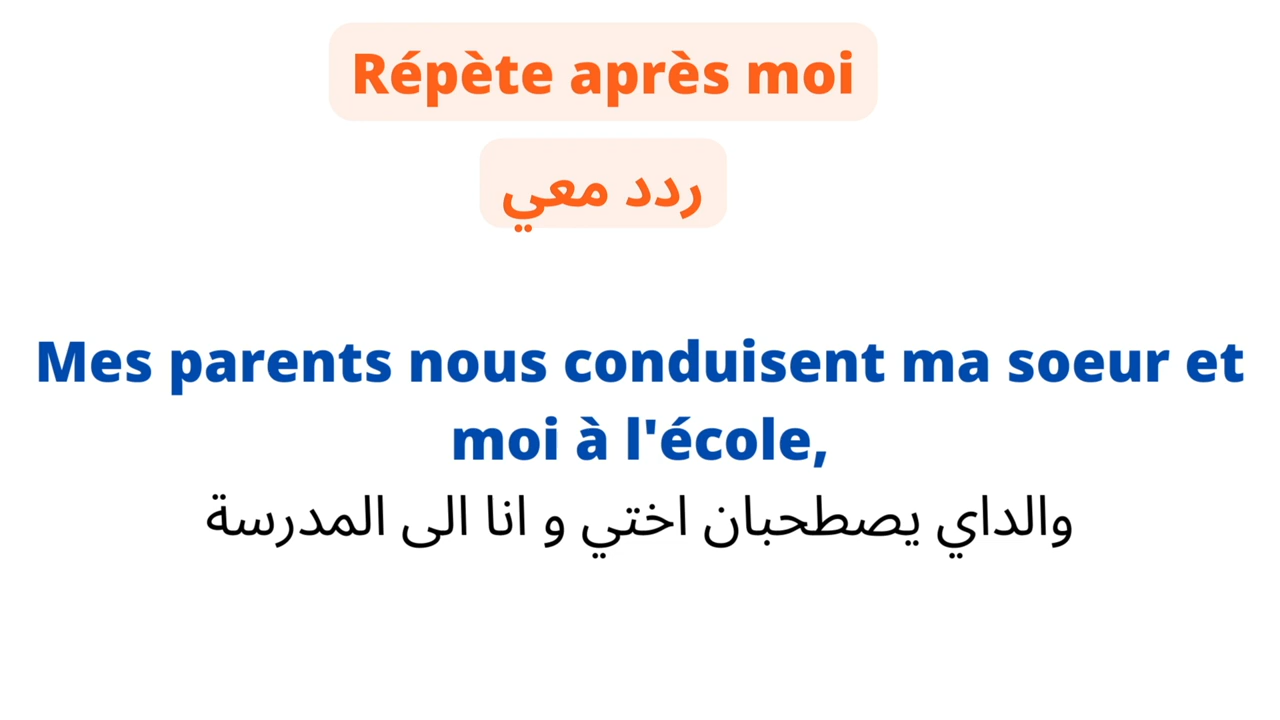 Répète après moi
ردد معي
Mes parents nous conduisent ma soeur et
moi à l'école,
والداي يصطحبان اختي و انا الى المدرسة